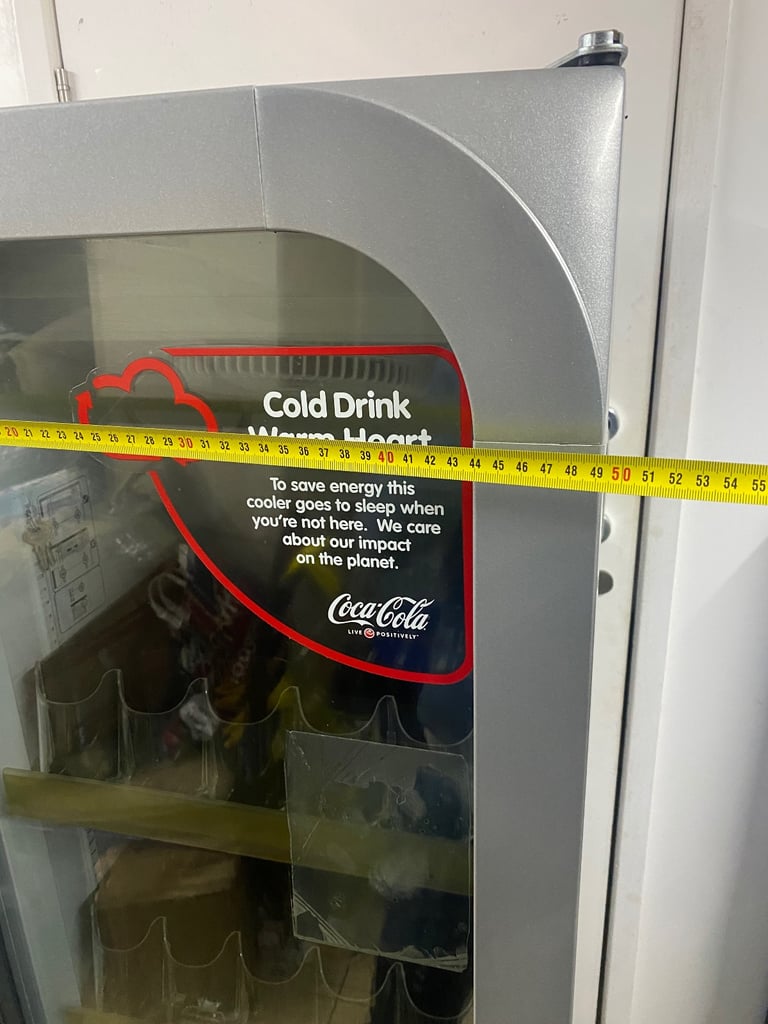 Cold Drink
Warm Heart
20 21 22 23 24 25 26 27 28 29 30 31 32 33 34 35 36 37 38 39 40 41 42 43 44 45 46 47 48 49 50 51 52 53 54 55
To save energy this
cooler goes to sleep when
you're not here. We care
about our impact
on the planet.
Coca-Cola
LIVE POSITIVELY